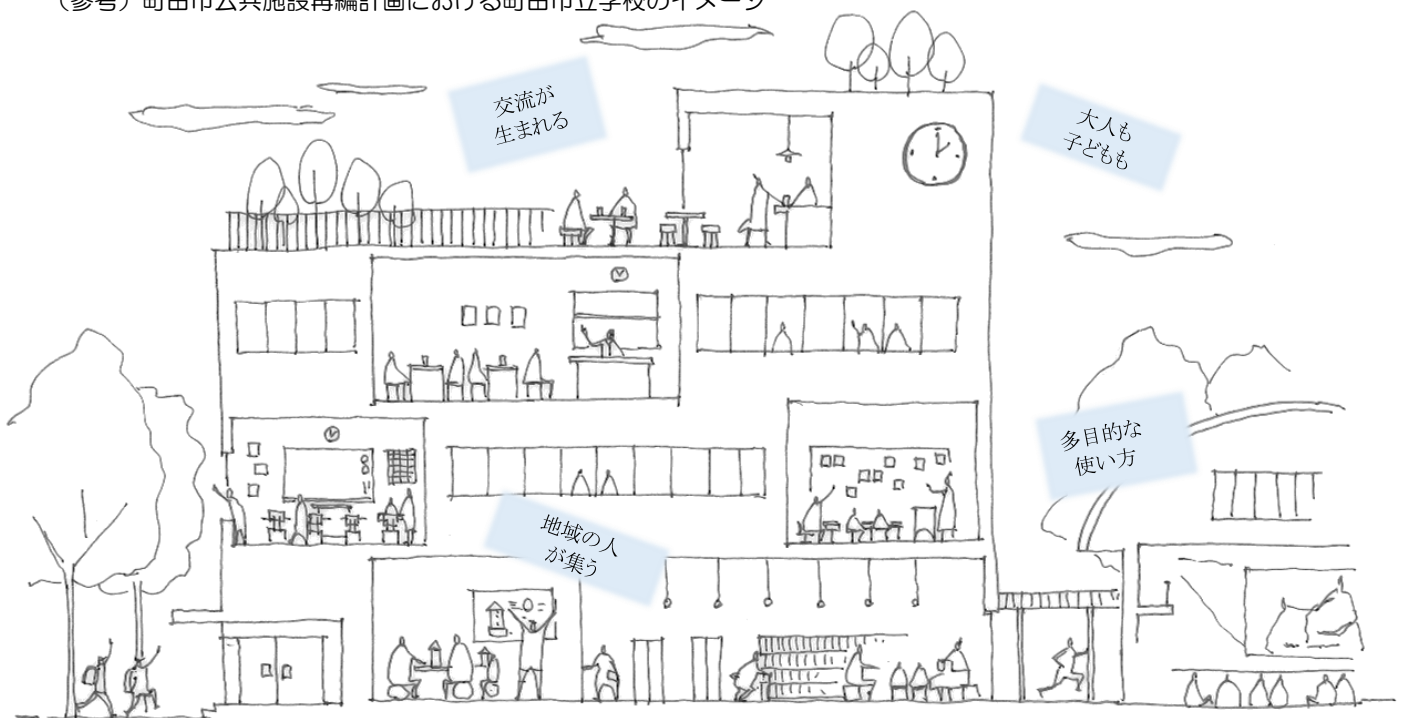 （参考）町田市公共施設再編計画における町田市立学校のイメージ
交流が
生まれる
大人も
子どもも
多目的な
使い方
地域の人
が集う